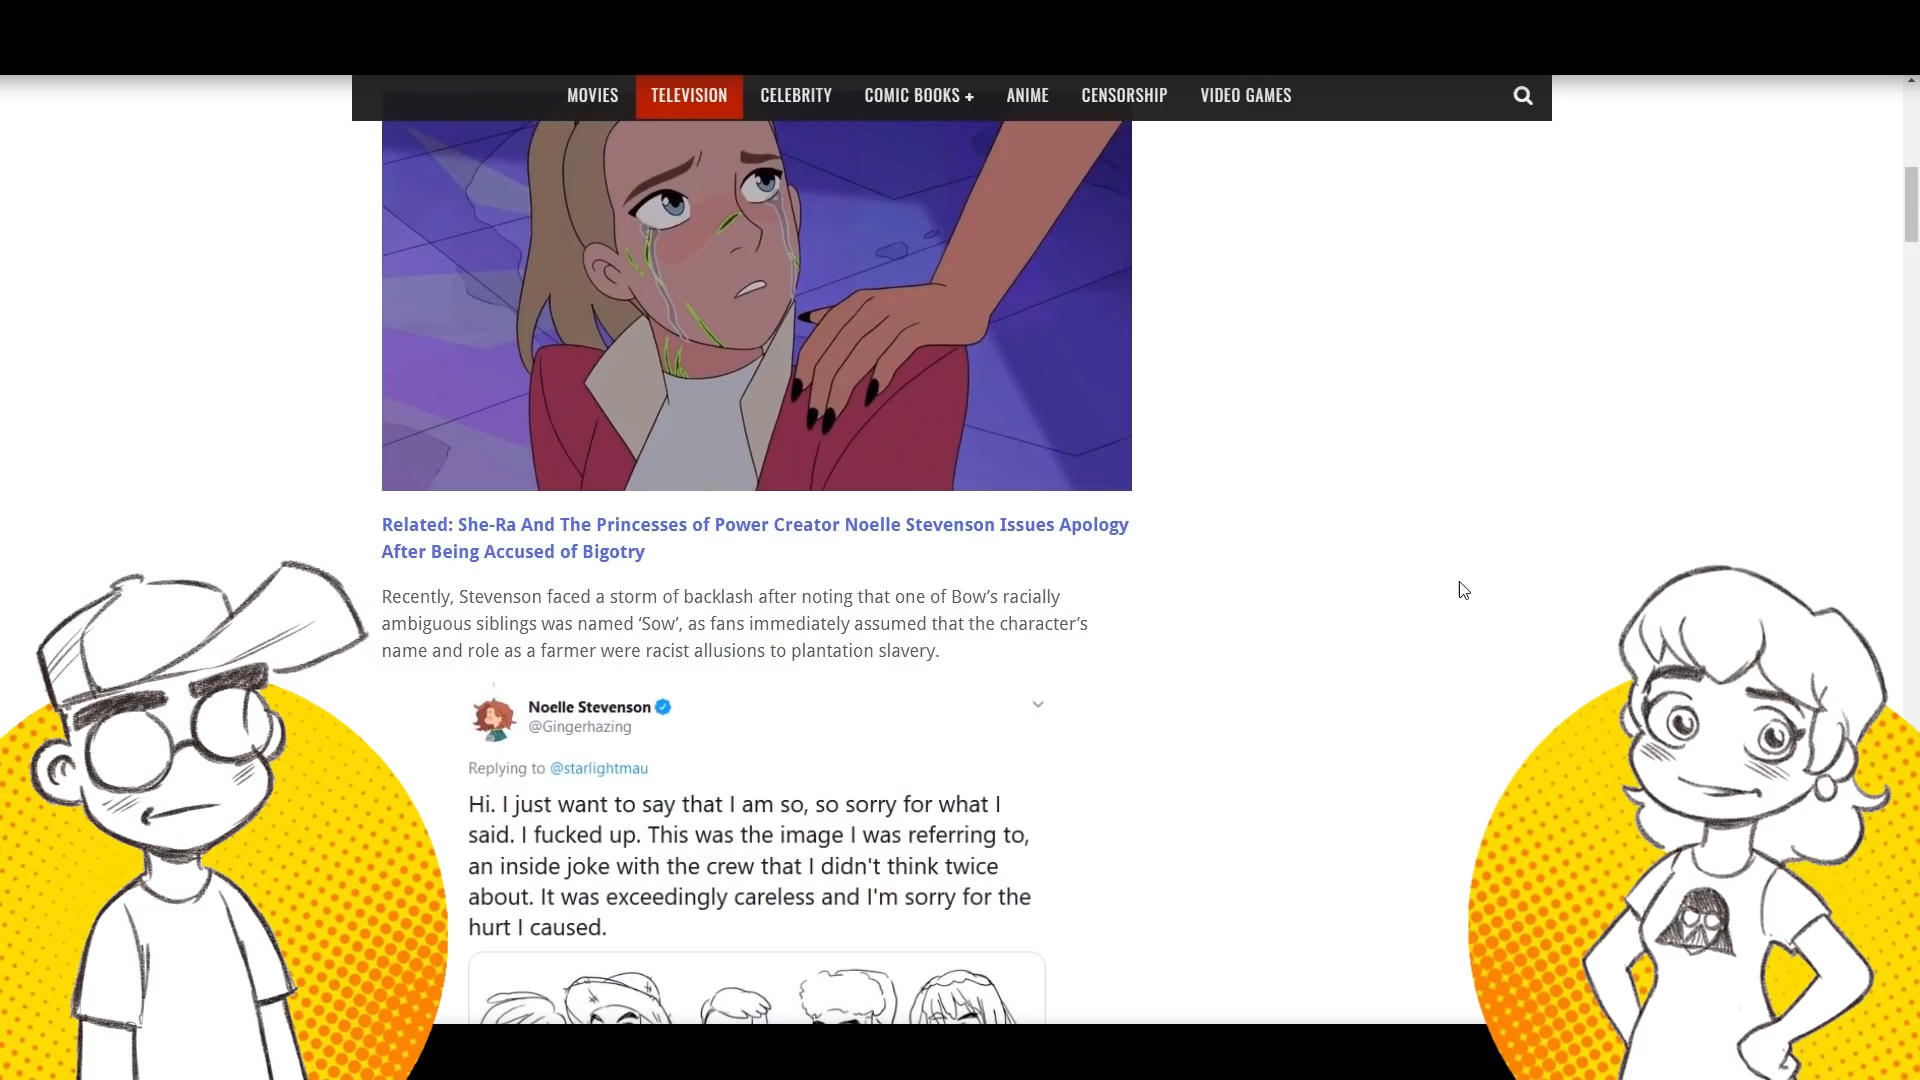 MOVIES TELEVISION CELEBRITY COMIC BOOKS + ANIME CENSORSHIP VIDEO GAMES
Related: She-Ra And The Princesses of Power Creator Noelle Stevenson Issues Apology
After Being Accused of Bigotry
Recently, Stevenson faced a storm of backlash after noting that one of Bow’s racially
ambiguous siblings was named ‘Sow’, as fans immediately assumed that the character’s
name and role as a farmer were racist allusions to plantation slavery.
Noelle Stevenson
@Gingerhazing
Replying to @starlightmau
Hi. I just want to say that I am so, so sorry for what I
said. I fucked up. This was the image I was referring to,
an inside joke with the crew that I didn't think twice
about. It was exceedingly careless and I'm sorry for the
hurt I caused.